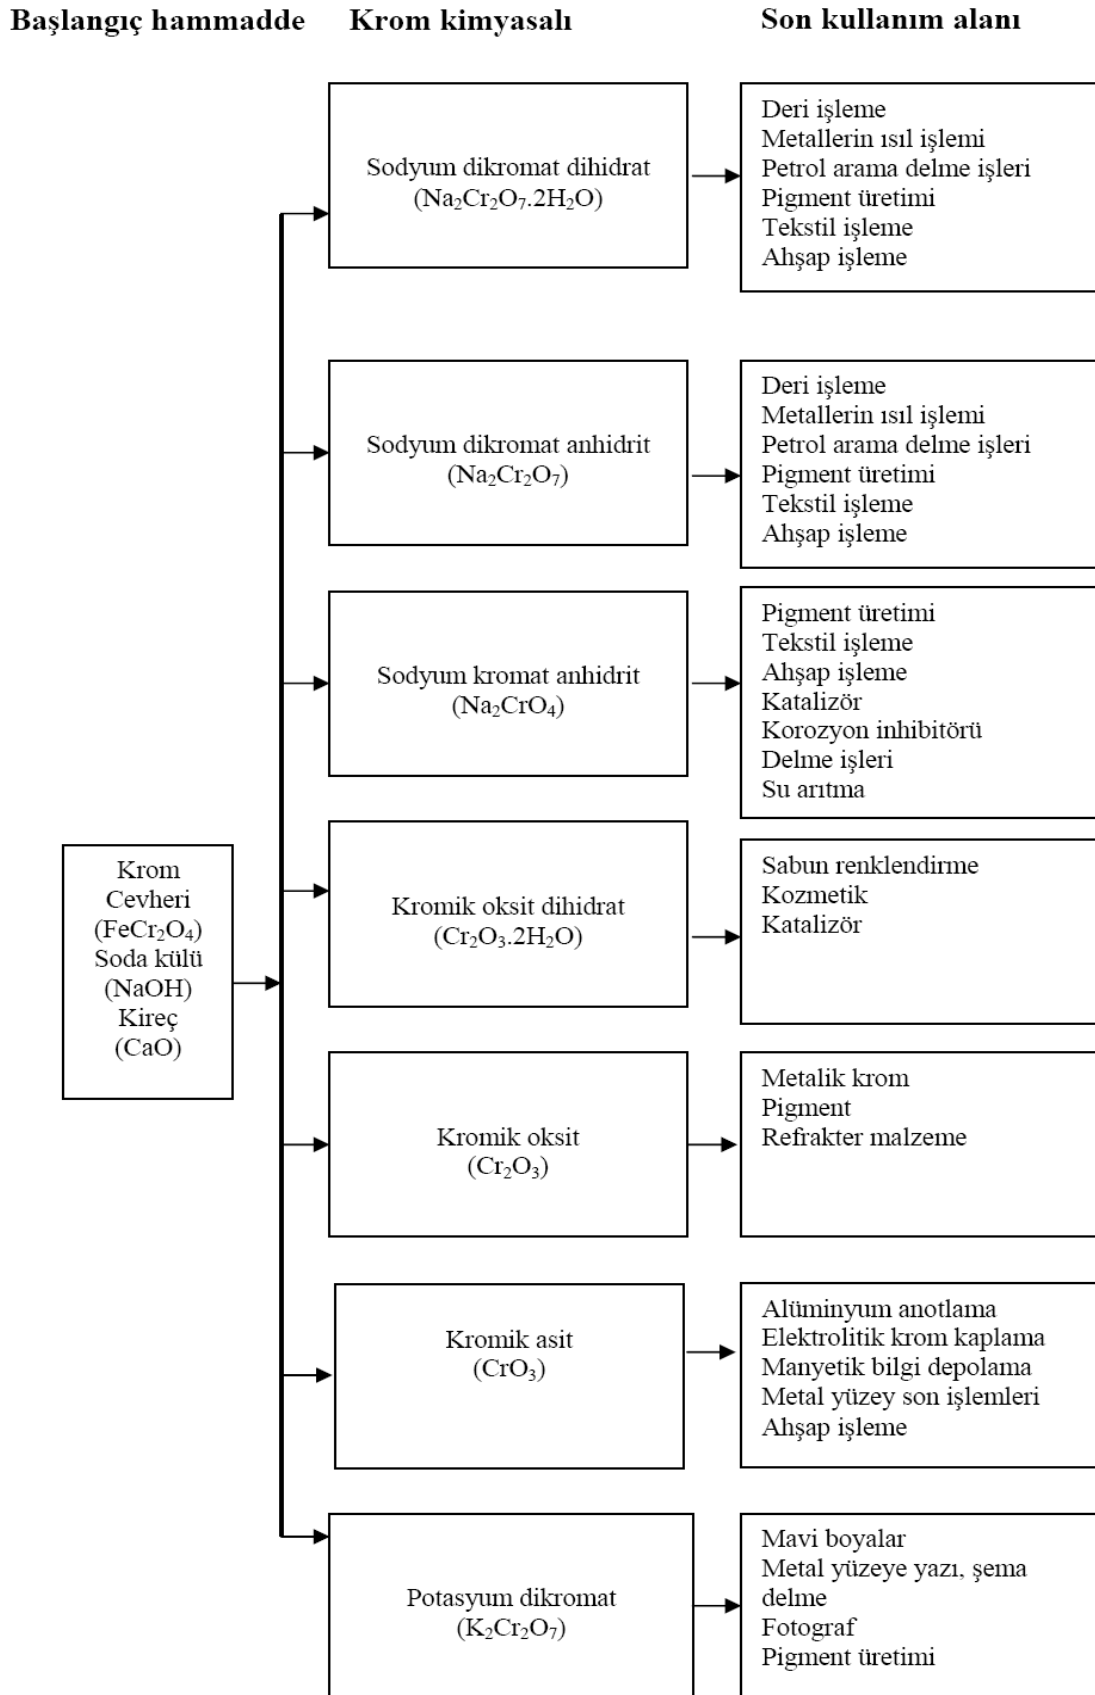 Başlangıç hammadde Krom kimyasalı Son kullanım alanı
Sodyum dikromat dihidrat
(Na₂Cr₂O₇.2H₂O)
Deri işleme
Metallerin ısıl işlemi
Petrol arama delme işleri
Pigment üretimi
Tekstil işleme
Ahşap işleme
Sodyum dikromat anhidrit
(Na₂Cr₂O₇)
Deri işleme
Metallerin ısıl işlemi
Petrol arama delme işleri
Pigment üretimi
Tekstil işleme
Ahşap işleme
Sodyum kromat anhidrit
(Na₂CrO₄)
Pigment üretimi
Tekstil işleme
Ahşap işleme
Katalizör
Korozyon inhibitörü
Delme işleri
Su arıtma
Krom
Cevheri
(FeCr₂O₄)
Soda külü
(NaOH)
Kireç
(CaO)
Kromik oksit dihidrat
(Cr₂O₃.2H₂O)
Sabun renklendirme
Kozmetik
Katalizör
Kromik oksit
(Cr₂O₃)
Metalik krom
Pigment
Refrakter malzeme
Kromik asit
(CrO₃)
Alüminyum anotlama
Elektrolitik krom kaplama
Manyetik bilgi depolama
Metal yüzey son işlemleri
Ahşap işleme
Potasyum dikromat
(K₂Cr₂O₇)
Mavi boyalar
Metal yüzeye yazı, şema
delme
Fotograf
Pigment üretimi